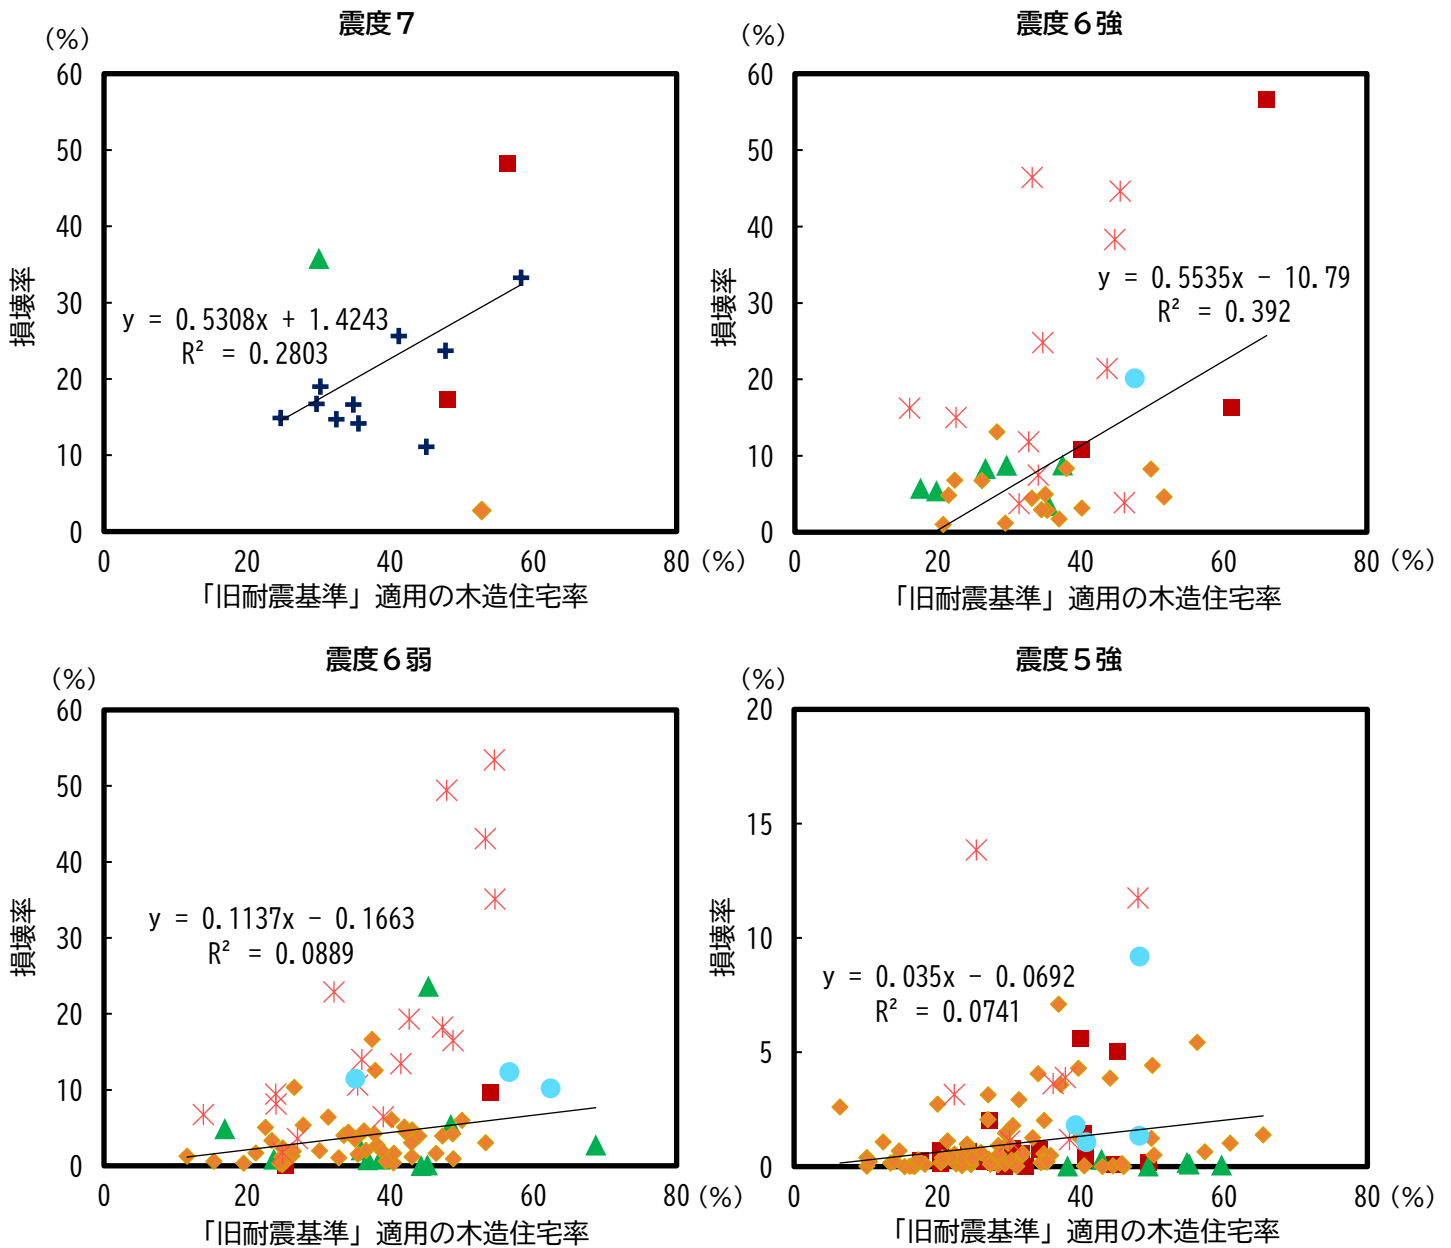 震度７
(%)
60
50
40
30
20
10
0
損壊率
y = 0.5308x + 1.4243
R² = 0.2803
0 20 40 60 80 (%)
「旧耐震基準」適用の木造住宅率
震度６強
(%)
60
50
40
30
20
10
0
損壊率
y = 0.5535x − 10.79
R² = 0.392
0 20 40 60 80 (%)
「旧耐震基準」適用の木造住宅率
震度６弱
(%)
60
50
40
30
20
10
0
損壊率
y = 0.1137x − 0.1663
R² = 0.0889
0 20 40 60 80 (%)
「旧耐震基準」適用の木造住宅率
震度５強
(%)
20
15
10
5
0
損壊率
y = 0.035x − 0.0692
R² = 0.0741
0 20 40 60 80 (%)
「旧耐震基準」適用の木造住宅率